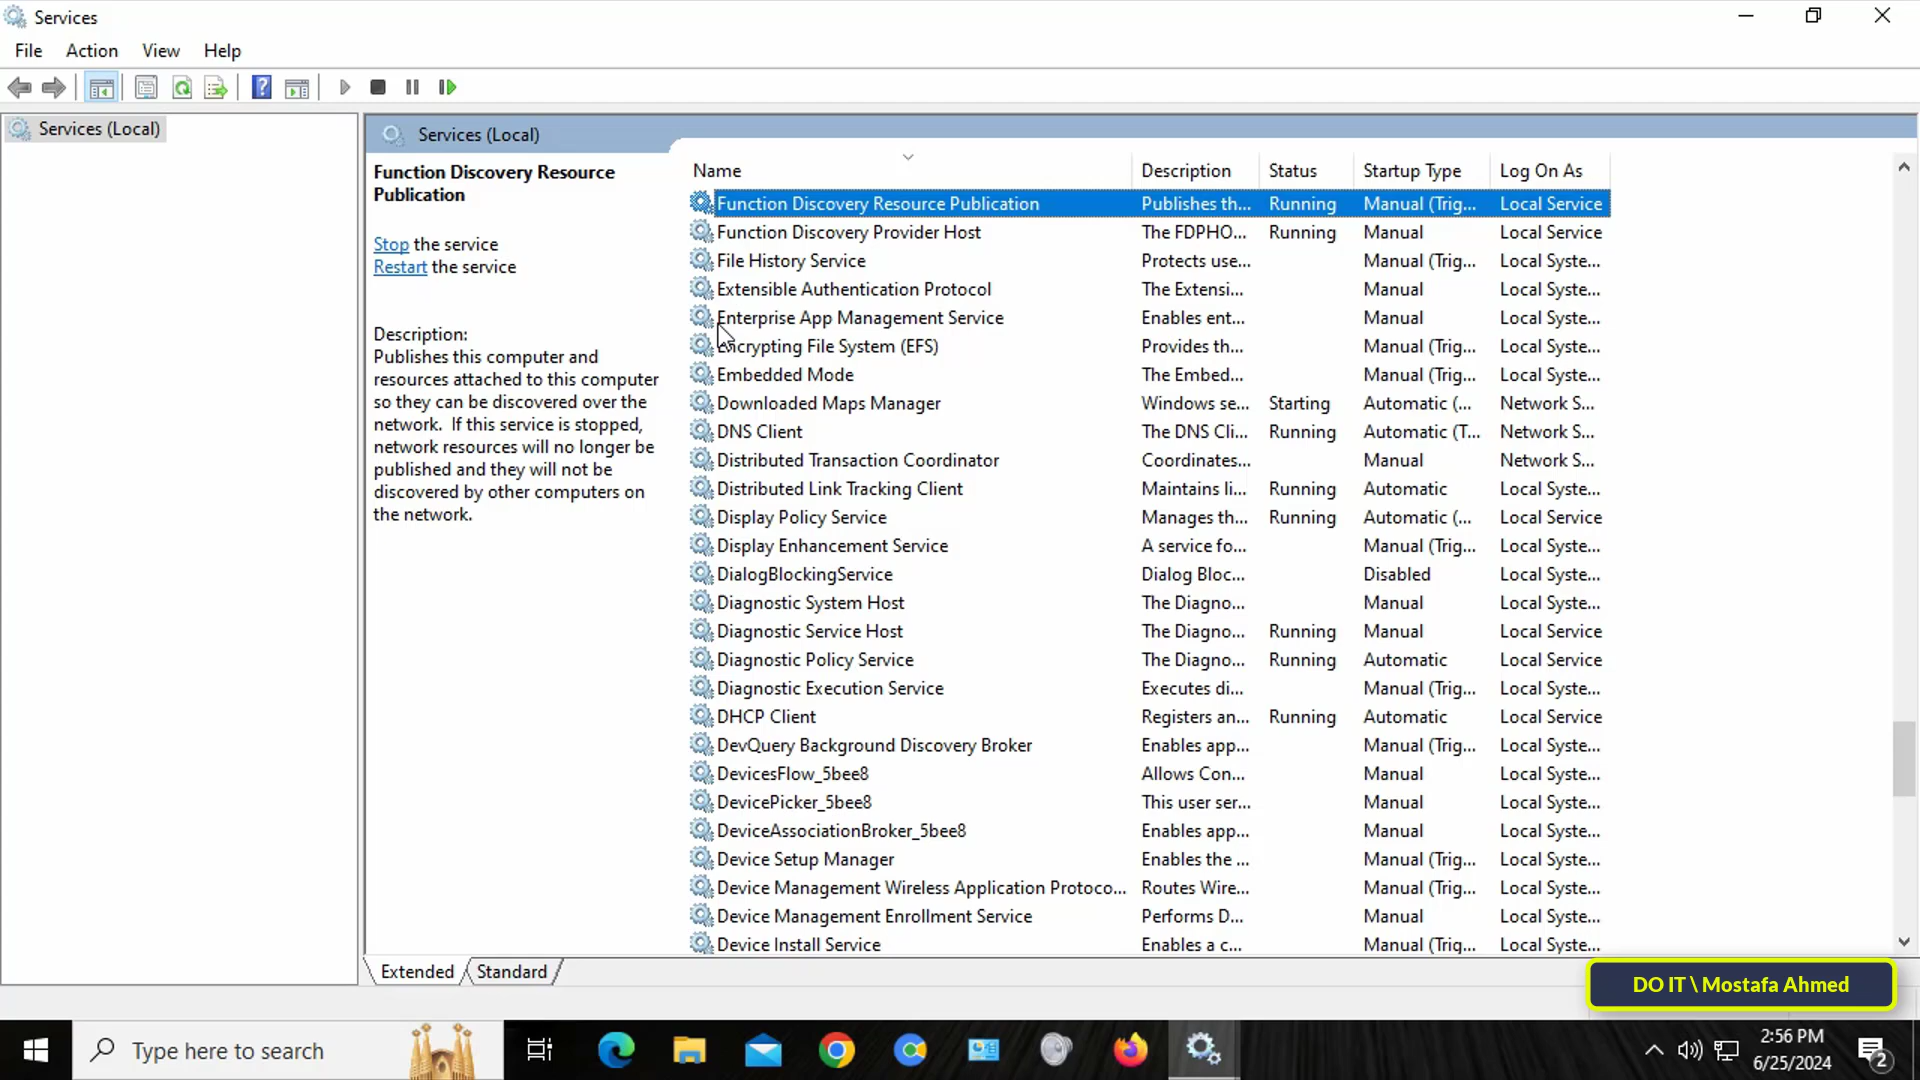 Services
File Action View Help
Services (Local)
Services (Local)
Function Discovery Resource
Publication
Stop the service
Restart the service
Description:
Publishes this computer and
resources attached to this computer
so they can be discovered over the
network. If this service is stopped,
network resources will no longer be
published and they will not be
discovered by other computers on
the network.
Name Description Status Startup Type Log On As
Function Discovery Resource Publication Publishes th... Running Manual (Trig... Local Service
Function Discovery Provider Host The FDPHO... Running Manual Local Service
File History Service Protects use... Manual (Trig... Local Syste...
Extensible Authentication Protocol The Extensi... Manual Local Syste...
Enterprise App Management Service Enables ent... Manual Local Syste...
Encrypting File System (EFS) Provides th... Manual (Trig... Local Syste...
Embedded Mode The Embed... Manual (Trig... Local Syste...
Downloaded Maps Manager Windows se... Starting Automatic (... Network S...
DNS Client The DNS Cli... Running Automatic (T... Network S...
Distributed Transaction Coordinator Coordinates... Manual Network S...
Distributed Link Tracking Client Maintains li... Running Automatic Local Syste...
Display Policy Service Manages th... Running Automatic (... Local Service
Display Enhancement Service A service fo... Manual (Trig... Local Syste...
DialogBlockingService Dialog Bloc... Disabled Local Syste...
Diagnostic System Host The Diagno... Manual Local Syste...
Diagnostic Service Host The Diagno... Running Manual Local Service
Diagnostic Policy Service The Diagno... Running Automatic Local Service
Diagnostic Execution Service Executes di... Manual (Trig... Local Syste...
DHCP Client Registers an... Running Automatic Local Service
DevQuery Background Discovery Broker Enables app... Manual (Trig... Local Syste...
DevicesFlow_5bee8 Allows Con... Manual Local Syste...
DevicePicker_5bee8 This user ser... Manual Local Syste...
DeviceAssociationBroker_5bee8 Enables app... Manual Local Syste...
Device Setup Manager Enables the ... Manual (Trig... Local Syste...
Device Management Wireless Application Protoco... Routes Wire... Manual (Trig... Local Syste...
Device Management Enrollment Service Performs D... Manual Local Syste...
Device Install Service Enables a c... Manual (Trig... Local Syste...
Extended Standard
DO IT \ Mostafa Ahmed
Type here to search
2:56 PM
6/25/2024
2